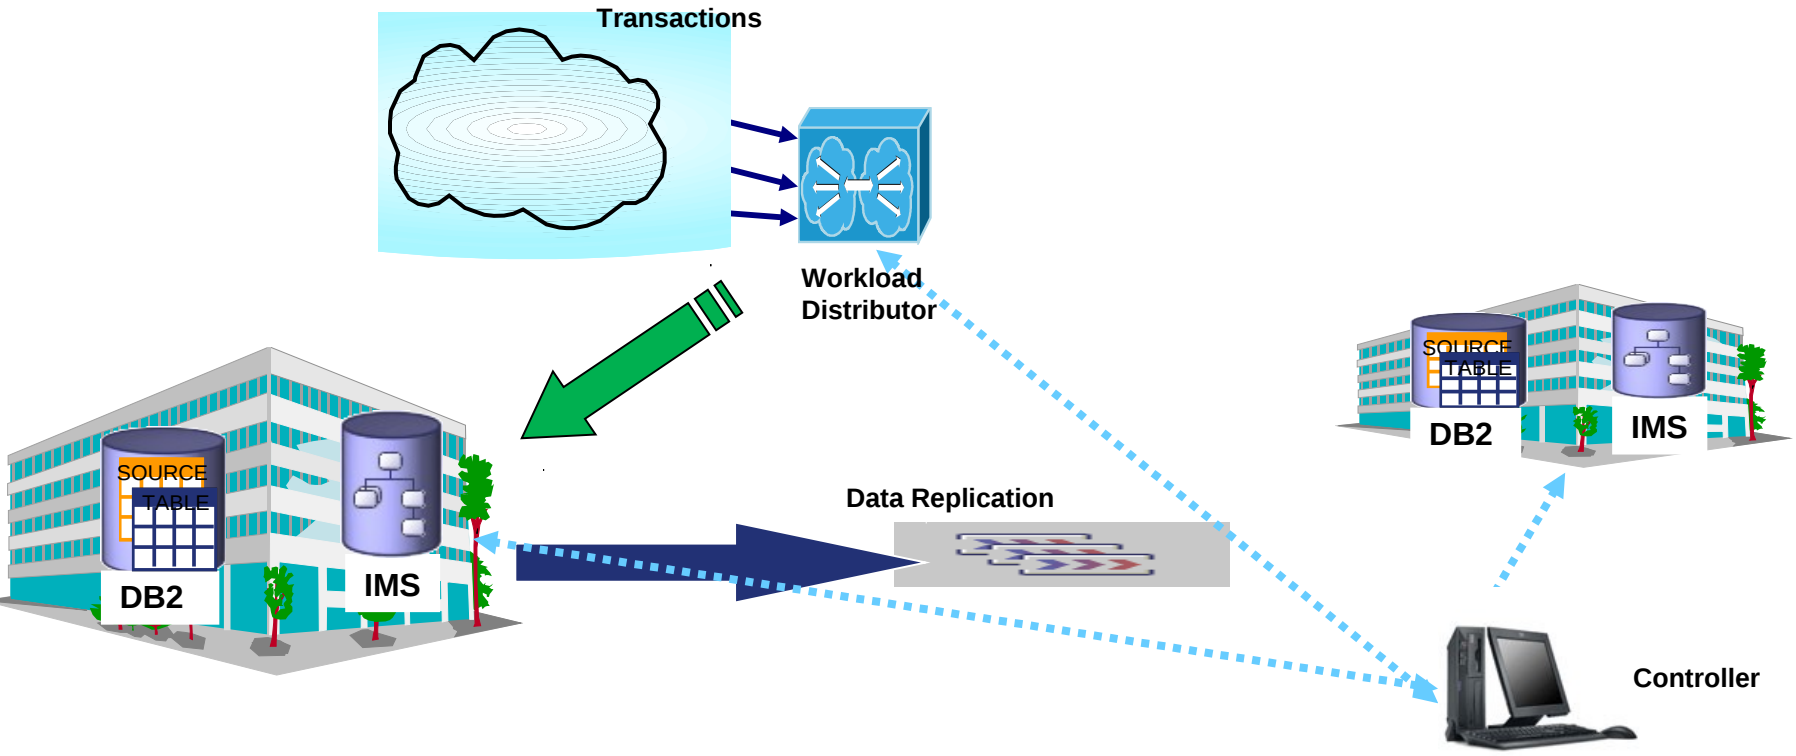 Transactions
Workload
Distributor
SOURCE
TABLE
DB2
IMS
SOURCE
TABLE
DB2
IMS
Data Replication
Controller